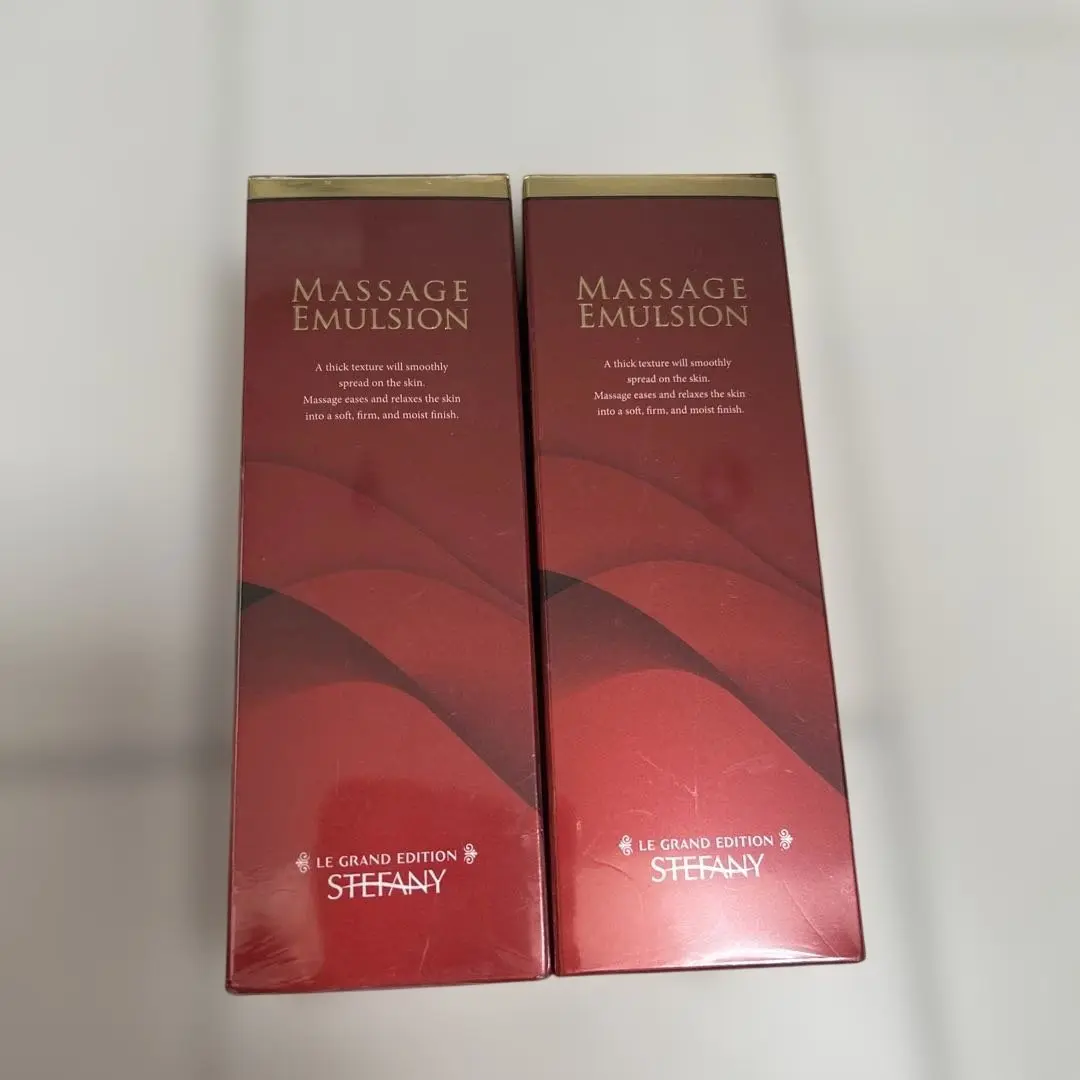 MASSAGE
EMULSION
A thick texture will smoothly
spread on the skin.
Massage eases and relaxes the skin
into a soft, firm, and moist finish.
LE GRAND EDITION
STEFANY
MASSAGE
EMULSION
A thick texture will smoothly
spread on the skin.
Massage eases and relaxes the skin
into a soft, firm, and moist finish.
LE GRAND EDITION
STEFANY